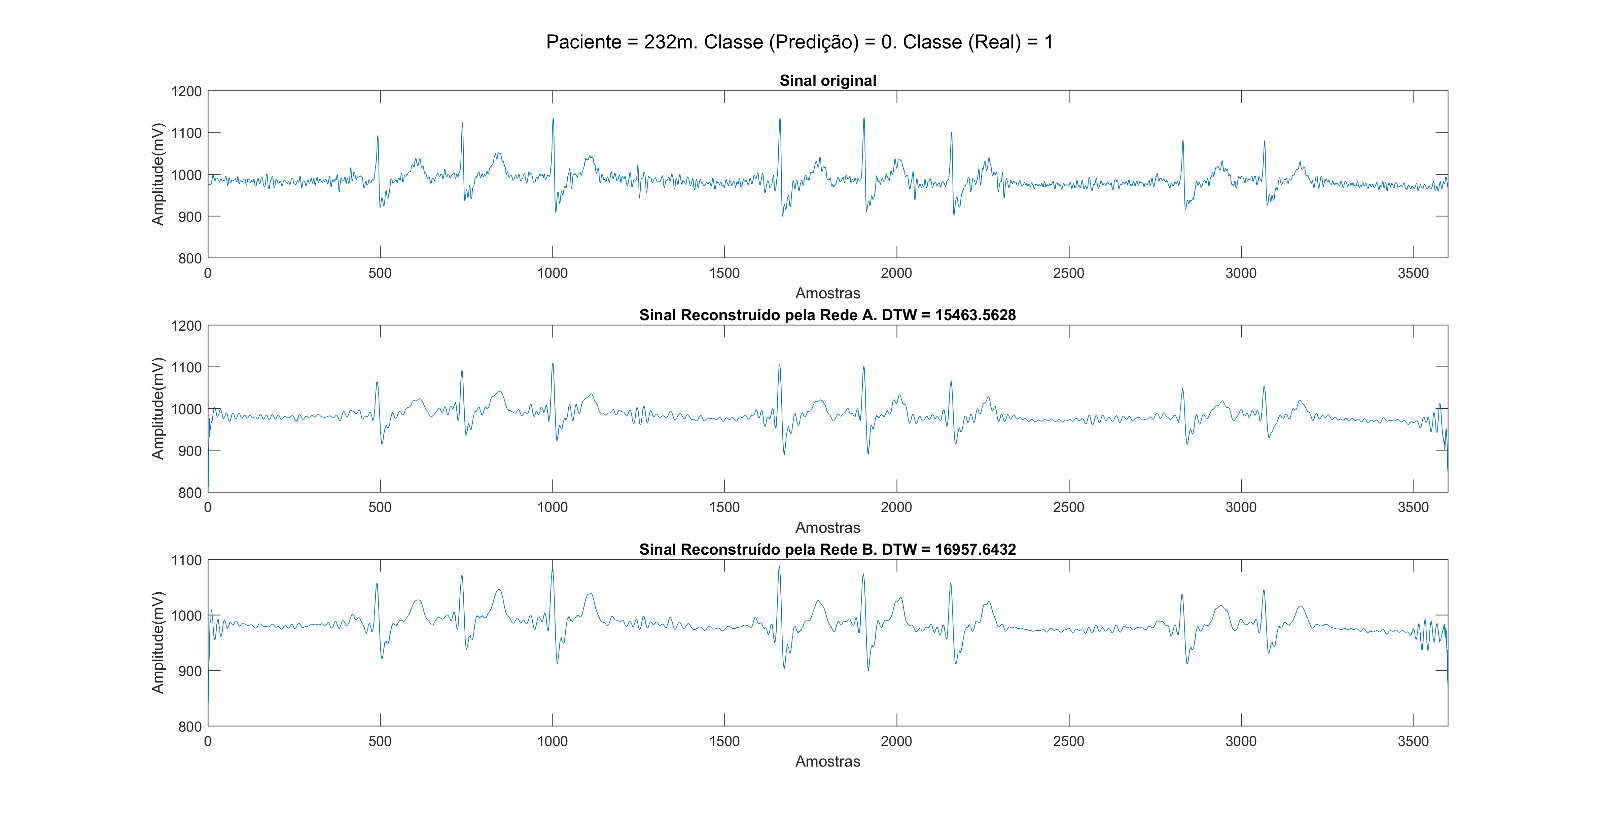 Paciente = 232m. Classe (Predição) = 0. Classe (Real) = 1
Sinal original
1200
1100
1000
900
800
Amplitude(mV)
0 500 1000 1500 2000 2500 3000 3500
Amostras
Sinal Reconstruído pela Rede A. DTW = 15463.5628
1200
1100
1000
900
800
Amplitude(mV)
0 500 1000 1500 2000 2500 3000 3500
Amostras
Sinal Reconstruído pela Rede B. DTW = 16957.6432
1100
1000
900
800
Amplitude(mV)
0 500 1000 1500 2000 2500 3000 3500
Amostras